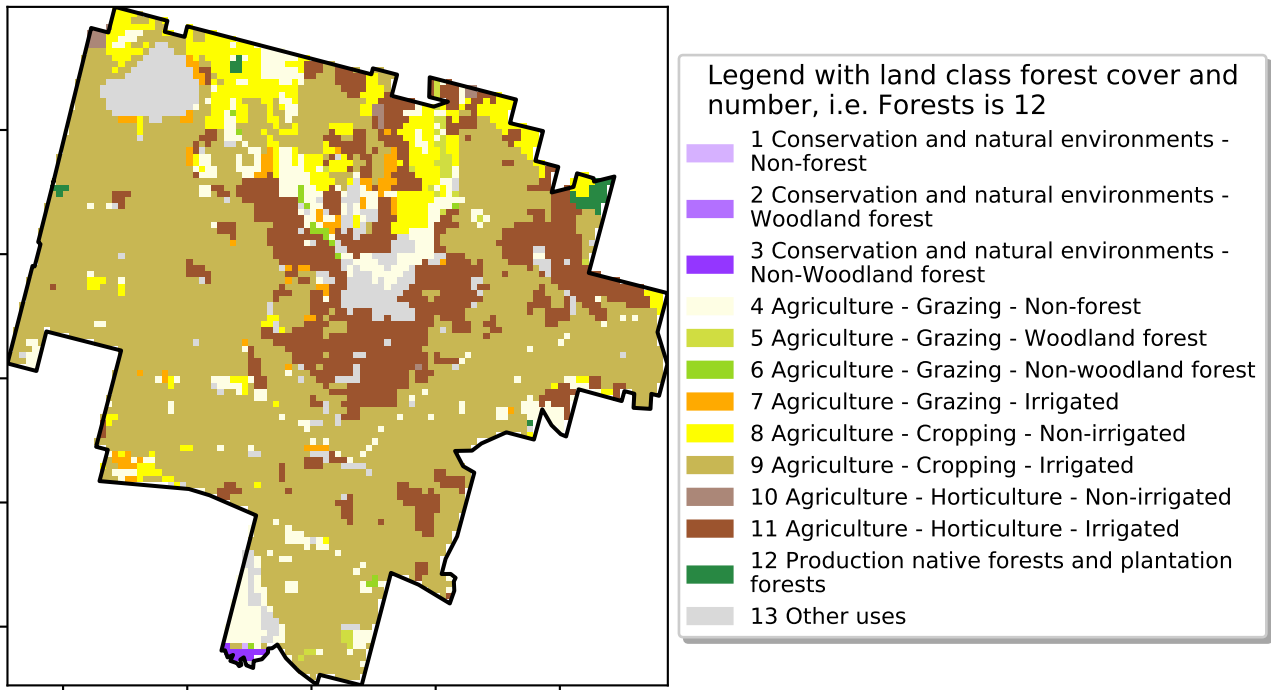 Legend with land class forest cover and
number, i.e. Forests is 12
1 Conservation and natural environments -
Non-forest
2 Conservation and natural environments -
Woodland forest
3 Conservation and natural environments -
Non-Woodland forest
4 Agriculture - Grazing - Non-forest
5 Agriculture - Grazing - Woodland forest
6 Agriculture - Grazing - Non-woodland forest
7 Agriculture - Grazing - Irrigated
8 Agriculture - Cropping - Non-irrigated
9 Agriculture - Cropping - Irrigated
10 Agriculture - Horticulture - Non-irrigated
11 Agriculture - Horticulture - Irrigated
12 Production native forests and plantation
forests
13 Other uses